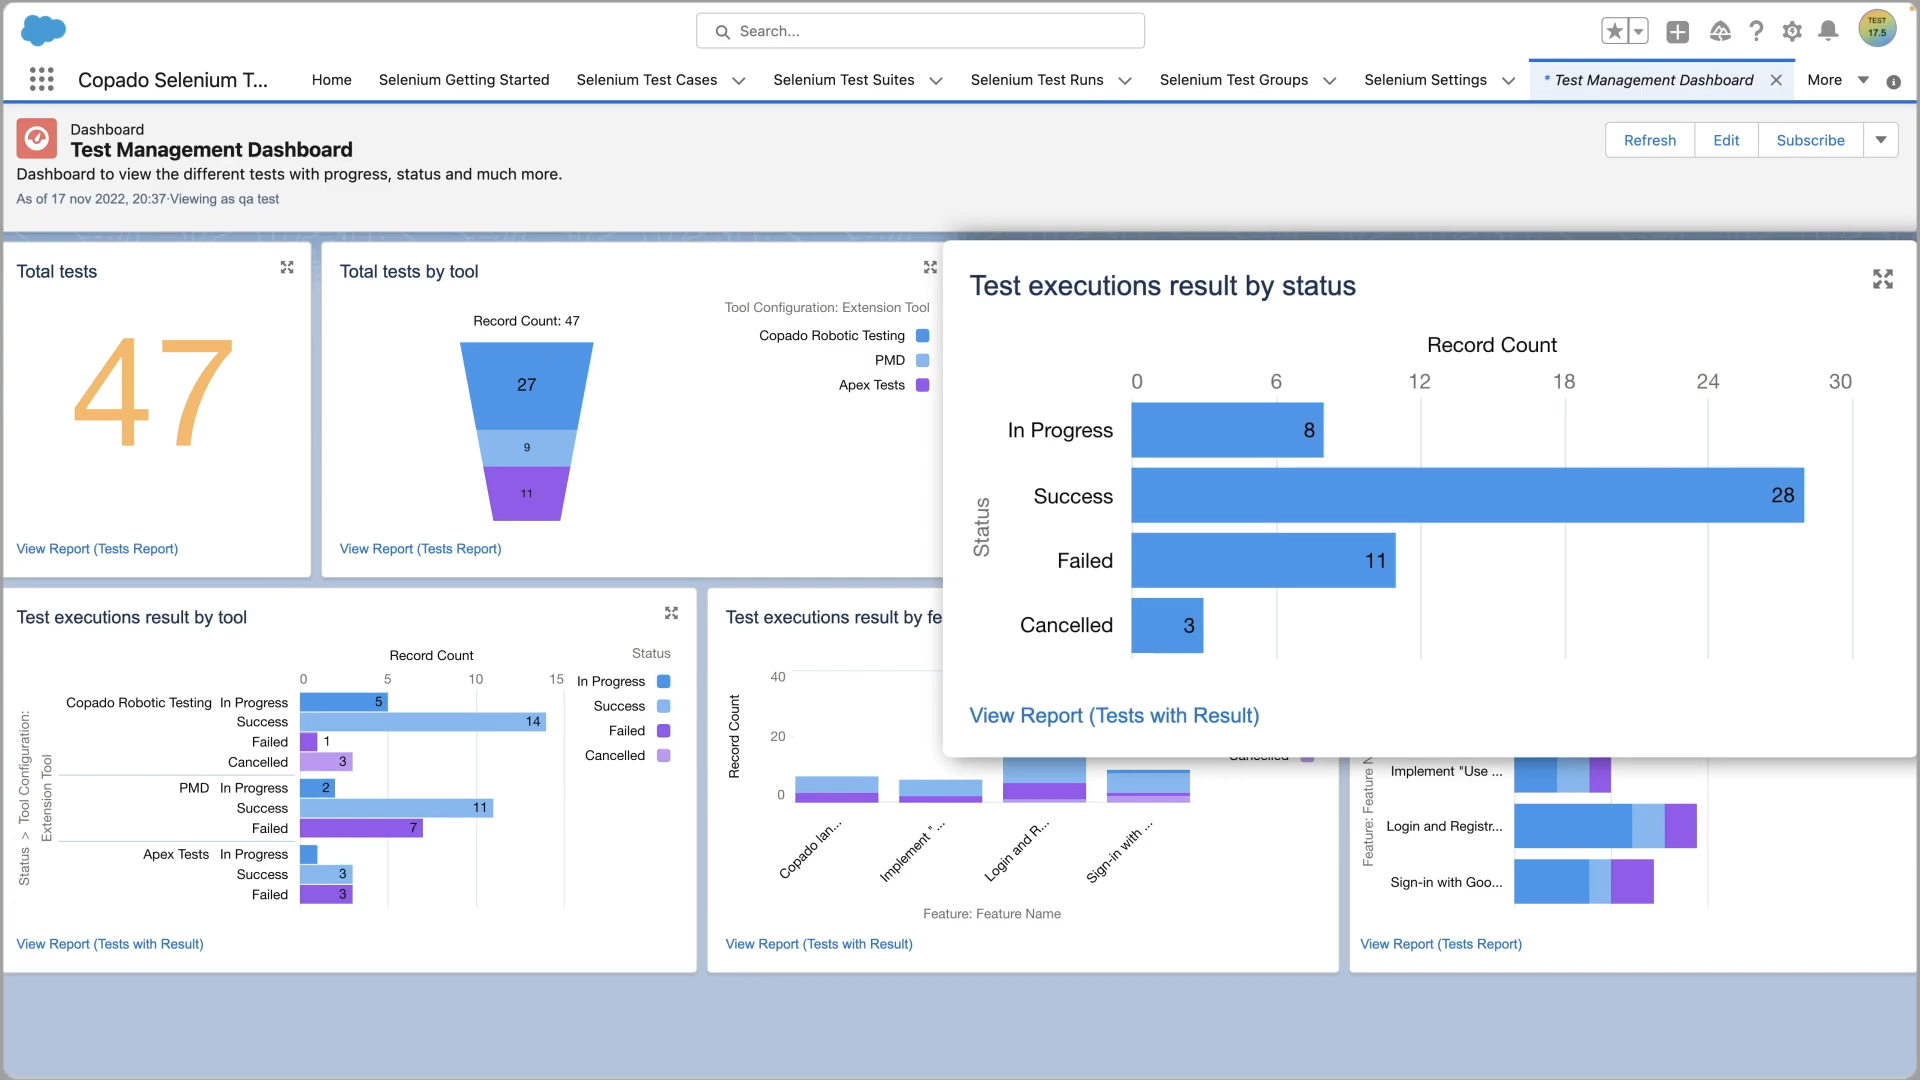 Search...
TEST
17.5
Copado Selenium T...
Home
Selenium Getting Started
Selenium Test Cases
Selenium Test Suites
Selenium Test Runs
Selenium Test Groups
Selenium Settings
* Test Management Dashboard
More
Dashboard
Test Management Dashboard
Dashboard to view the different tests with progress, status and much more.
As of 17 nov 2022, 20:37·Viewing as qa test
Refresh
Edit
Subscribe
Total tests
47
View Report (Tests Report)
Total tests by tool
Record Count: 47
27
9
11
Tool Configuration: Extension Tool
Copado Robotic Testing
PMD
Apex Tests
View Report (Tests Report)
Test executions result by status
Record Count
0 6 12 18 24 30
Status
In Progress 8
Success 28
Failed 11
Cancelled 3
View Report (Tests with Result)
Test executions result by tool
Record Count
0 5 10 15
Status > Tool Configuration:
Extension Tool
Copado Robotic Testing In Progress 5
Success 14
Failed 1
Cancelled 3
PMD In Progress 2
Success 11
Failed 7
Apex Tests In Progress
Success 3
Failed 3
Status
In Progress
Success
Failed
Cancelled
View Report (Tests with Result)
Test executions result by fe
Record Count
40
20
0
Copado lan...
Implement "...
Login and R...
Sign-in with ...
Feature: Feature Name
Cancelled
View Report (Tests with Result)
Feature: Feature N
Implement "Use ...
Login and Registr...
Sign-in with Goo...
View Report (Tests Report)